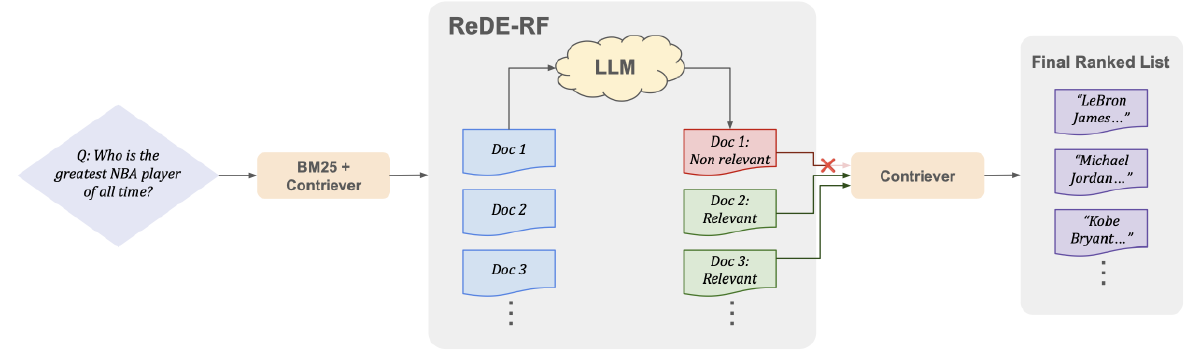 ReDE-RF
LLM
Final Ranked List
Q: Who is the
greatest NBA player
of all time?
BM25 +
Contriever
Doc 1
Doc 2
Doc 3
Doc 1:
Non relevant
Doc 2:
Relevant
Doc 3:
Relevant
Contriever
"LeBron
James..."
"Michael
Jordan..."
"Kobe
Bryant..."